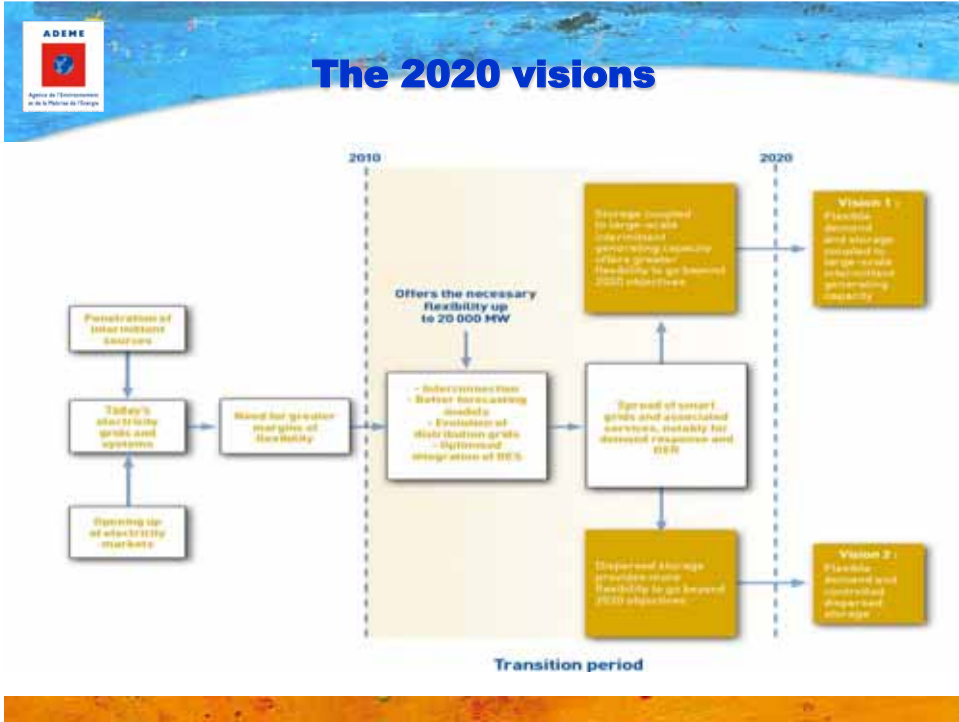 ADEME
Agence de l'Environnement
et de la Maîtrise de l'Energie
The 2020 visions
2010
2020
Penetration of
intermittent
sources
Today's
electricity
grids and
systems
Opening up
of electricity
markets
Need for greater
margins of
flexibility
Offers the necessary
flexibility up
to 20 000 MW
- Interconnection
- Better forecasting
models
- Evolution of
distribution grids
- Optimised
integration of RES
Storage coupled
to large-scale
intermittent
generating capacity
offers greater
flexibility to go beyond
2020 objectives
Spread of smart
grids and associated
services, notably for
demand response and
DER
Dispersed storage
provides more
flexibility to go beyond
2020 objectives
Vision 1 :
Flexible
demand
and storage
coupled to
large-scale
intermittent
generating
capacity
Vision 2 :
Flexible
demand and
controlled
dispersed
storage
Transition period